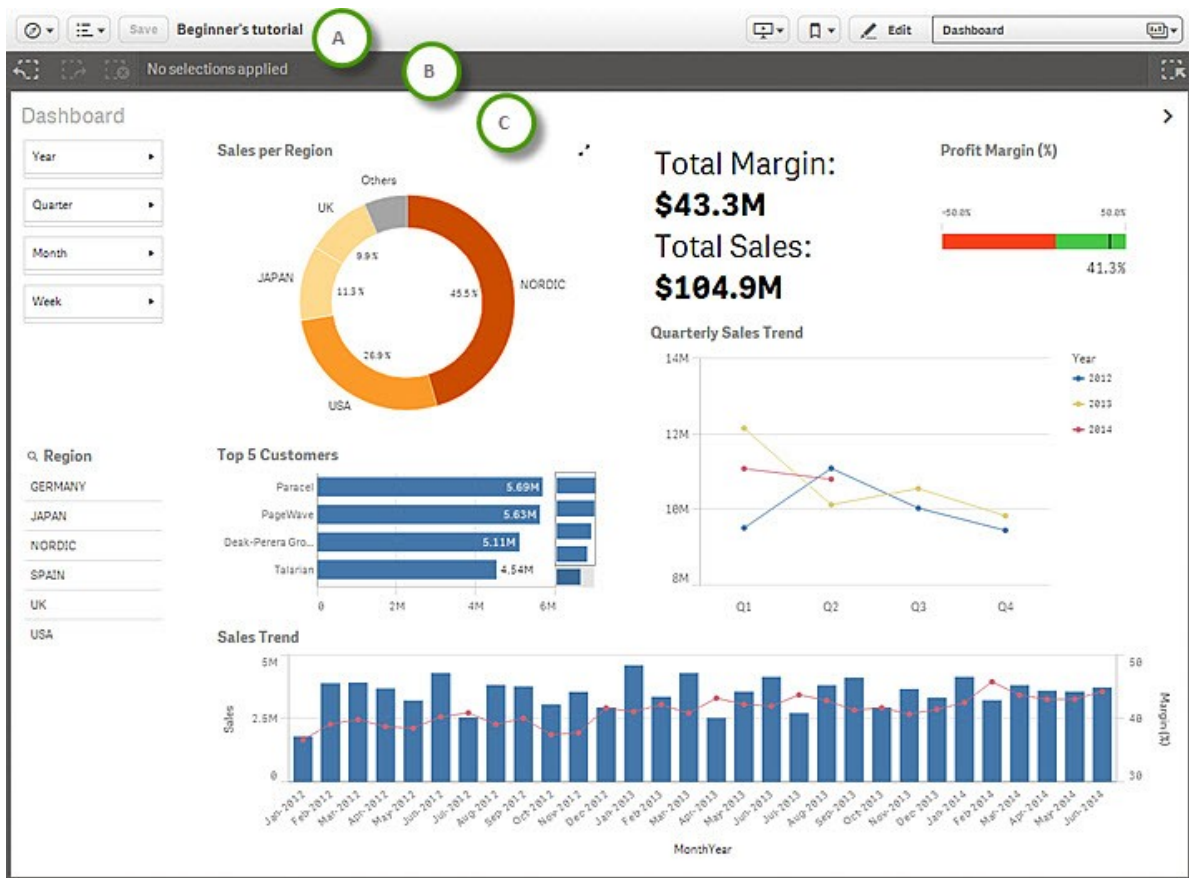 Save
Beginner's tutorial
A
Edit
Dashboard
No selections applied
B
C
Dashboard
Year
Quarter
Month
Week
Sales per Region
Others
UK
JAPAN
NORDIC
USA
9.9%
11.3%
45.5%
26.9%
Total Margin:
$43.3M
Total Sales:
$104.9M
Profit Margin (%)
-50.0%
50.0%
41.3%
Quarterly Sales Trend
14M
12M
10M
8M
Q1
Q2
Q3
Q4
Year
2012
2013
2014
Region
GERMANY
JAPAN
NORDIC
SPAIN
UK
USA
Top 5 Customers
Paracel
5.69M
PageWave
5.63M
Deak-Perera Gro...
5.11M
Talarian
4.54M
0
2M
4M
6M
Sales Trend
5M
2.5M
0
Sales
50
40
30
Margin(%)
Jan-2012
Feb-2012
Mar-2012
Apr-2012
May-2012
Jun-2012
Jul-2012
Aug-2012
Sep-2012
Oct-2012
Nov-2012
Dec-2012
Jan-2013
Feb-2013
Mar-2013
Apr-2013
May-2013
Jun-2013
Jul-2013
Aug-2013
Sep-2013
Oct-2013
Nov-2013
Dec-2013
Jan-2014
Feb-2014
Mar-2014
Apr-2014
May-2014
Jun-2014
MonthYear